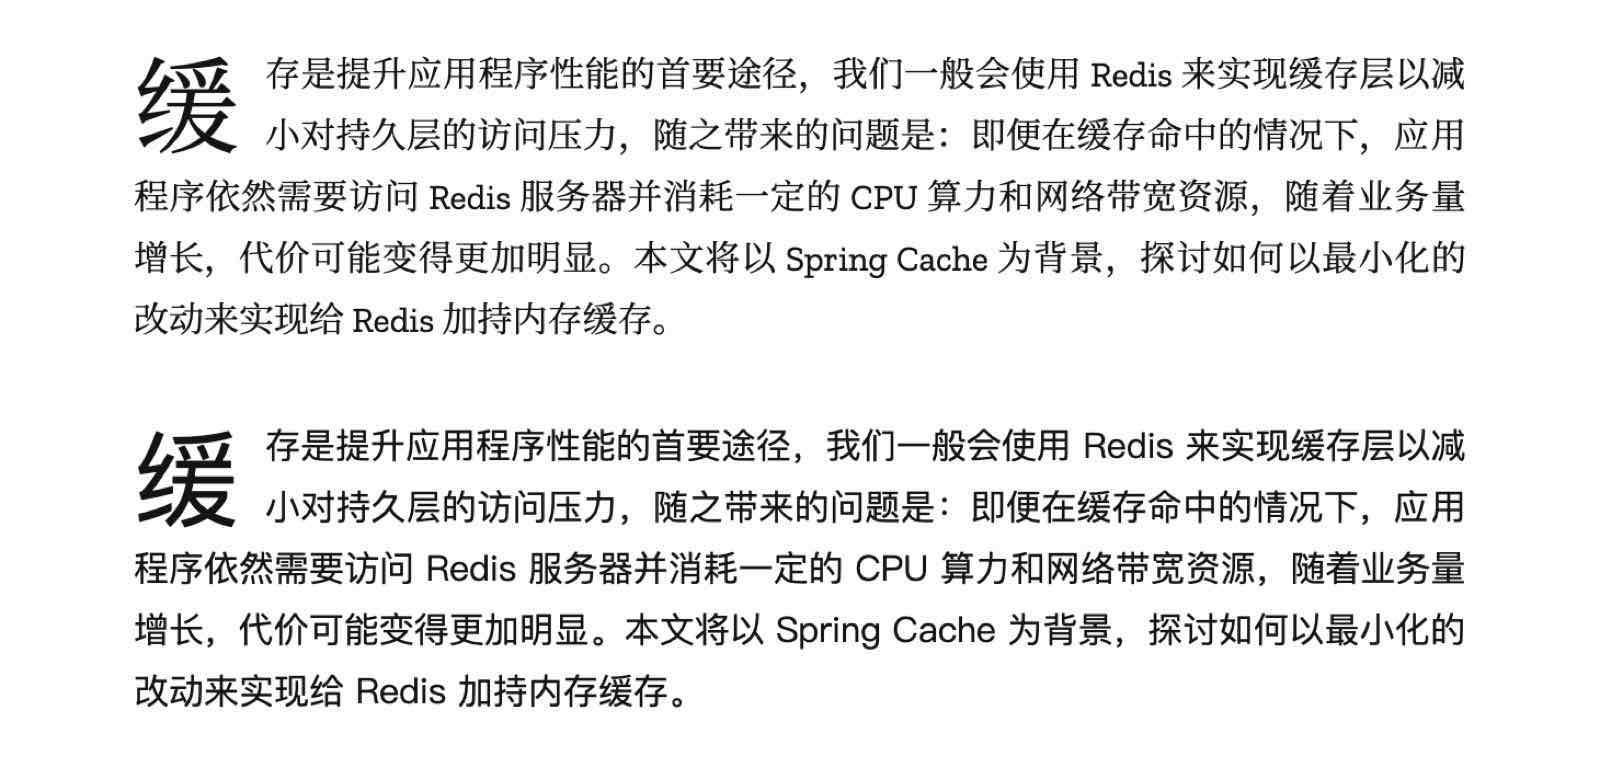 缓存是提升应用程序性能的首要途径，我们一般会使用 Redis 来实现缓存层以减
小对持久层的访问压力，随之带来的问题是：即便在缓存命中的情况下，应用
程序依然需要访问 Redis 服务器并消耗一定的 CPU 算力和网络带宽资源，随着业务量
增长，代价可能变得更加明显。本文将以 Spring Cache 为背景，探讨如何以最小化的
改动来实现给 Redis 加持内存缓存。
缓存是提升应用程序性能的首要途径，我们一般会使用 Redis 来实现缓存层以减
小对持久层的访问压力，随之带来的问题是：即便在缓存命中的情况下，应用
程序依然需要访问 Redis 服务器并消耗一定的 CPU 算力和网络带宽资源，随着业务量
增长，代价可能变得更加明显。本文将以 Spring Cache 为背景，探讨如何以最小化的
改动来实现给 Redis 加持内存缓存。